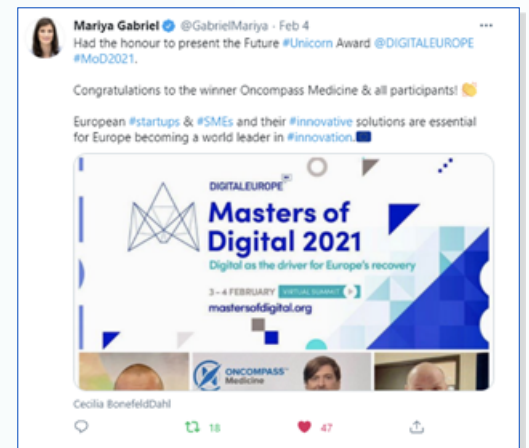 Mariya Gabriel @GabrielMariya · Feb 4
Had the honour to present the Future #Unicorn Award @DIGITALEUROPE
#MoD2021.
Congratulations to the winner Oncompass Medicine & all participants! 👏
European #startups & #SMEs and their #innovative solutions are essential
for Europe becoming a world leader in #innovation.🇪🇺
DIGITALEUROPE
Masters of
Digital 2021
Digital as the driver for Europe's recovery
3-4 FEBRUARY VIRTUAL SUMMIT
mastersofdigital.org
ONCOMPASS™
Medicine
Cecilia BonefeldDahl
18 47